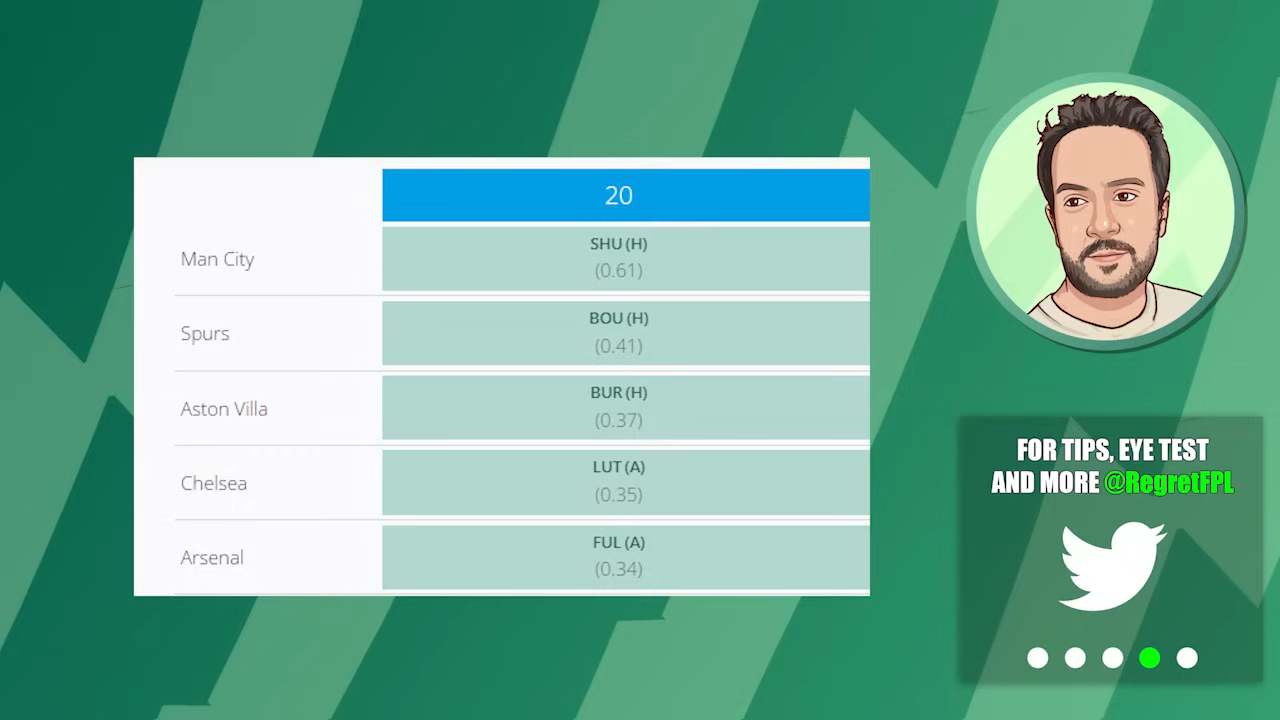 20
Man City
SHU (H)
(0.61)
Spurs
BOU (H)
(0.41)
Aston Villa
BUR (H)
(0.37)
Chelsea
LUT (A)
(0.35)
Arsenal
FUL (A)
(0.34)
FOR TIPS, EYE TEST
AND MORE @RegretFPL